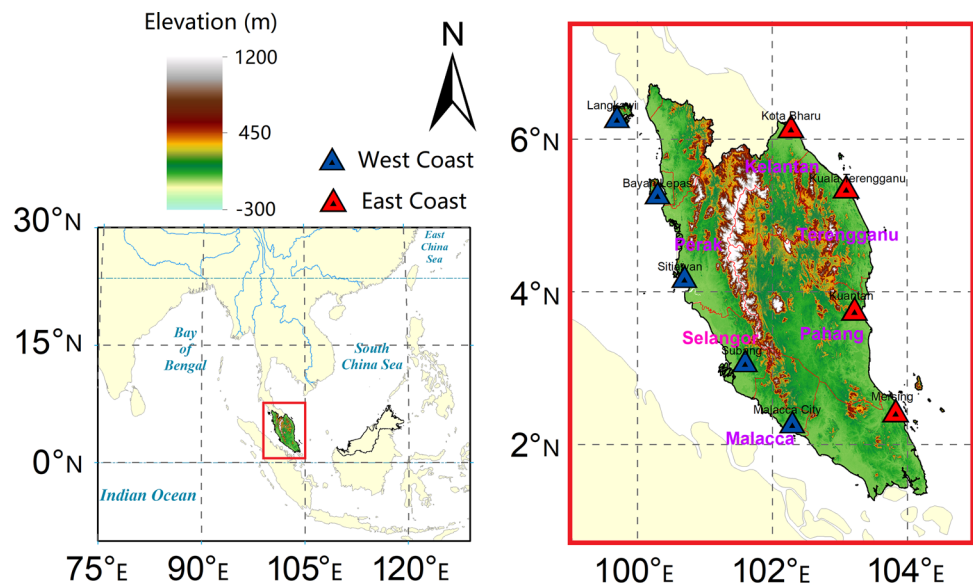 Elevation (m)
1200
450
-300
N
West Coast
East Coast
30°N
15°N
0°N
75°E
90°E
105°E
120°E
East
China
Sea
Bay
of
Bengal
South
China Sea
Indian Ocean
Langkawi
Kota Bharu
6°N
Kelantan
Kuala Terengganu
Bayan Lepas
Perak
Terengganu
Sitiawan
4°N
Kuantan
Selangor
Pahang
Subang
Mersing
Malacca City
Malacca
2°N
100°E
102°E
104°E